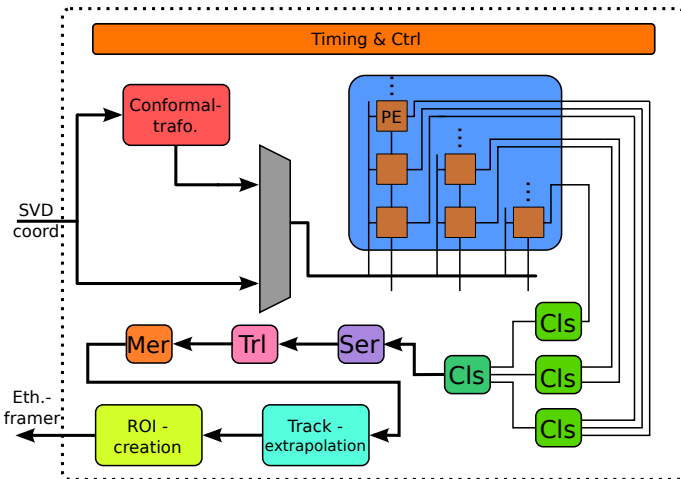 Timing & Ctrl
Conformal-
trafo.
PE
SVD
coord
Cls
Mer
Trl
Ser
Cls
Cls
Cls
Eth.-
framer
ROI -
creation
Track -
extrapolation